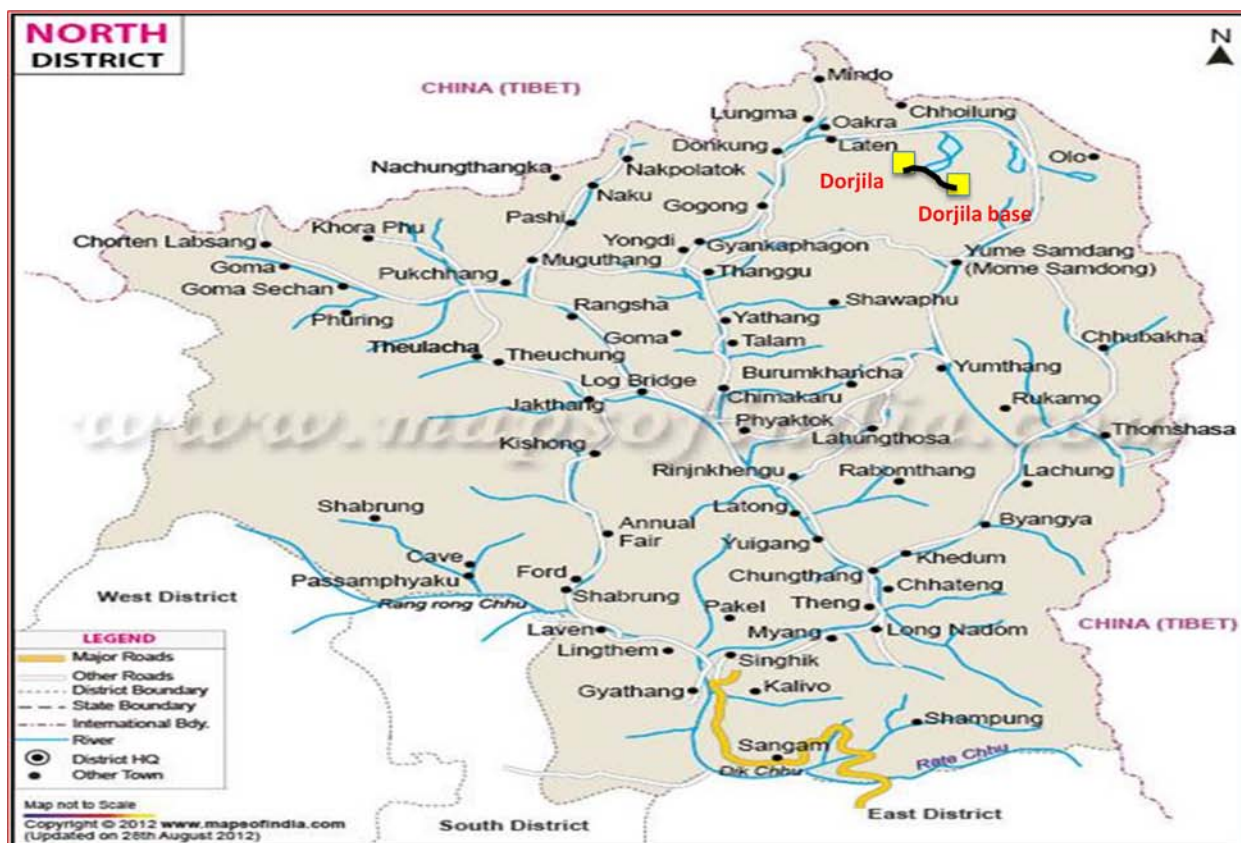 NORTH
DISTRICT
N
CHINA (TIBET)
Mindo
Lungma
Chhoilung
Oakra
Donkung
Laten
Olo
Nachungthangka
Nakpolatok
Dorjila
Naku
Dorjila base
Gogong
Pashi
Khora Phu
Chorten Labsang
Yongdi
Gyankaphagon
Yume Samdang
(Mome Samdong)
Goma
Pukchhang
Muguthang
Thanggu
Goma Sechan
Rangsha
Shawaphu
Phuring
Yathang
Goma
Talam
Chhubakha
Theulacha
Theuchung
Burumkhancha
Yumthang
Log Bridge
Chimakaru
Jakthang
Rukamo
www.mapsofindia.com
Phyaktok
Lahungthosa
Thomshasa
Kishong
Rinjnkhengu
Rabomthang
Lachung
Shabrung
Latong
Annual
Fair
Byangya
Yuigang
Cave
Khedum
Passamphyaku
Ford
Chungthang
Chhateng
West District
Rang rong Chhu
Shabrung
Pakel
Theng
CHINA (TIBET)
Laven
Myang
Long Nadom
Lingthem
Singhik
Gyathang
Kalivo
Shampung
Sangam
Dik Chhu
Rate Chhu
East District
South District
LEGEND
Major Roads
Other Roads
District Boundary
State Boundary
International Bdy.
River
District HQ
Other Town
Map not to Scale
Copyright © 2012 www.mapsofindia.com
(Updated on 28th August 2012)